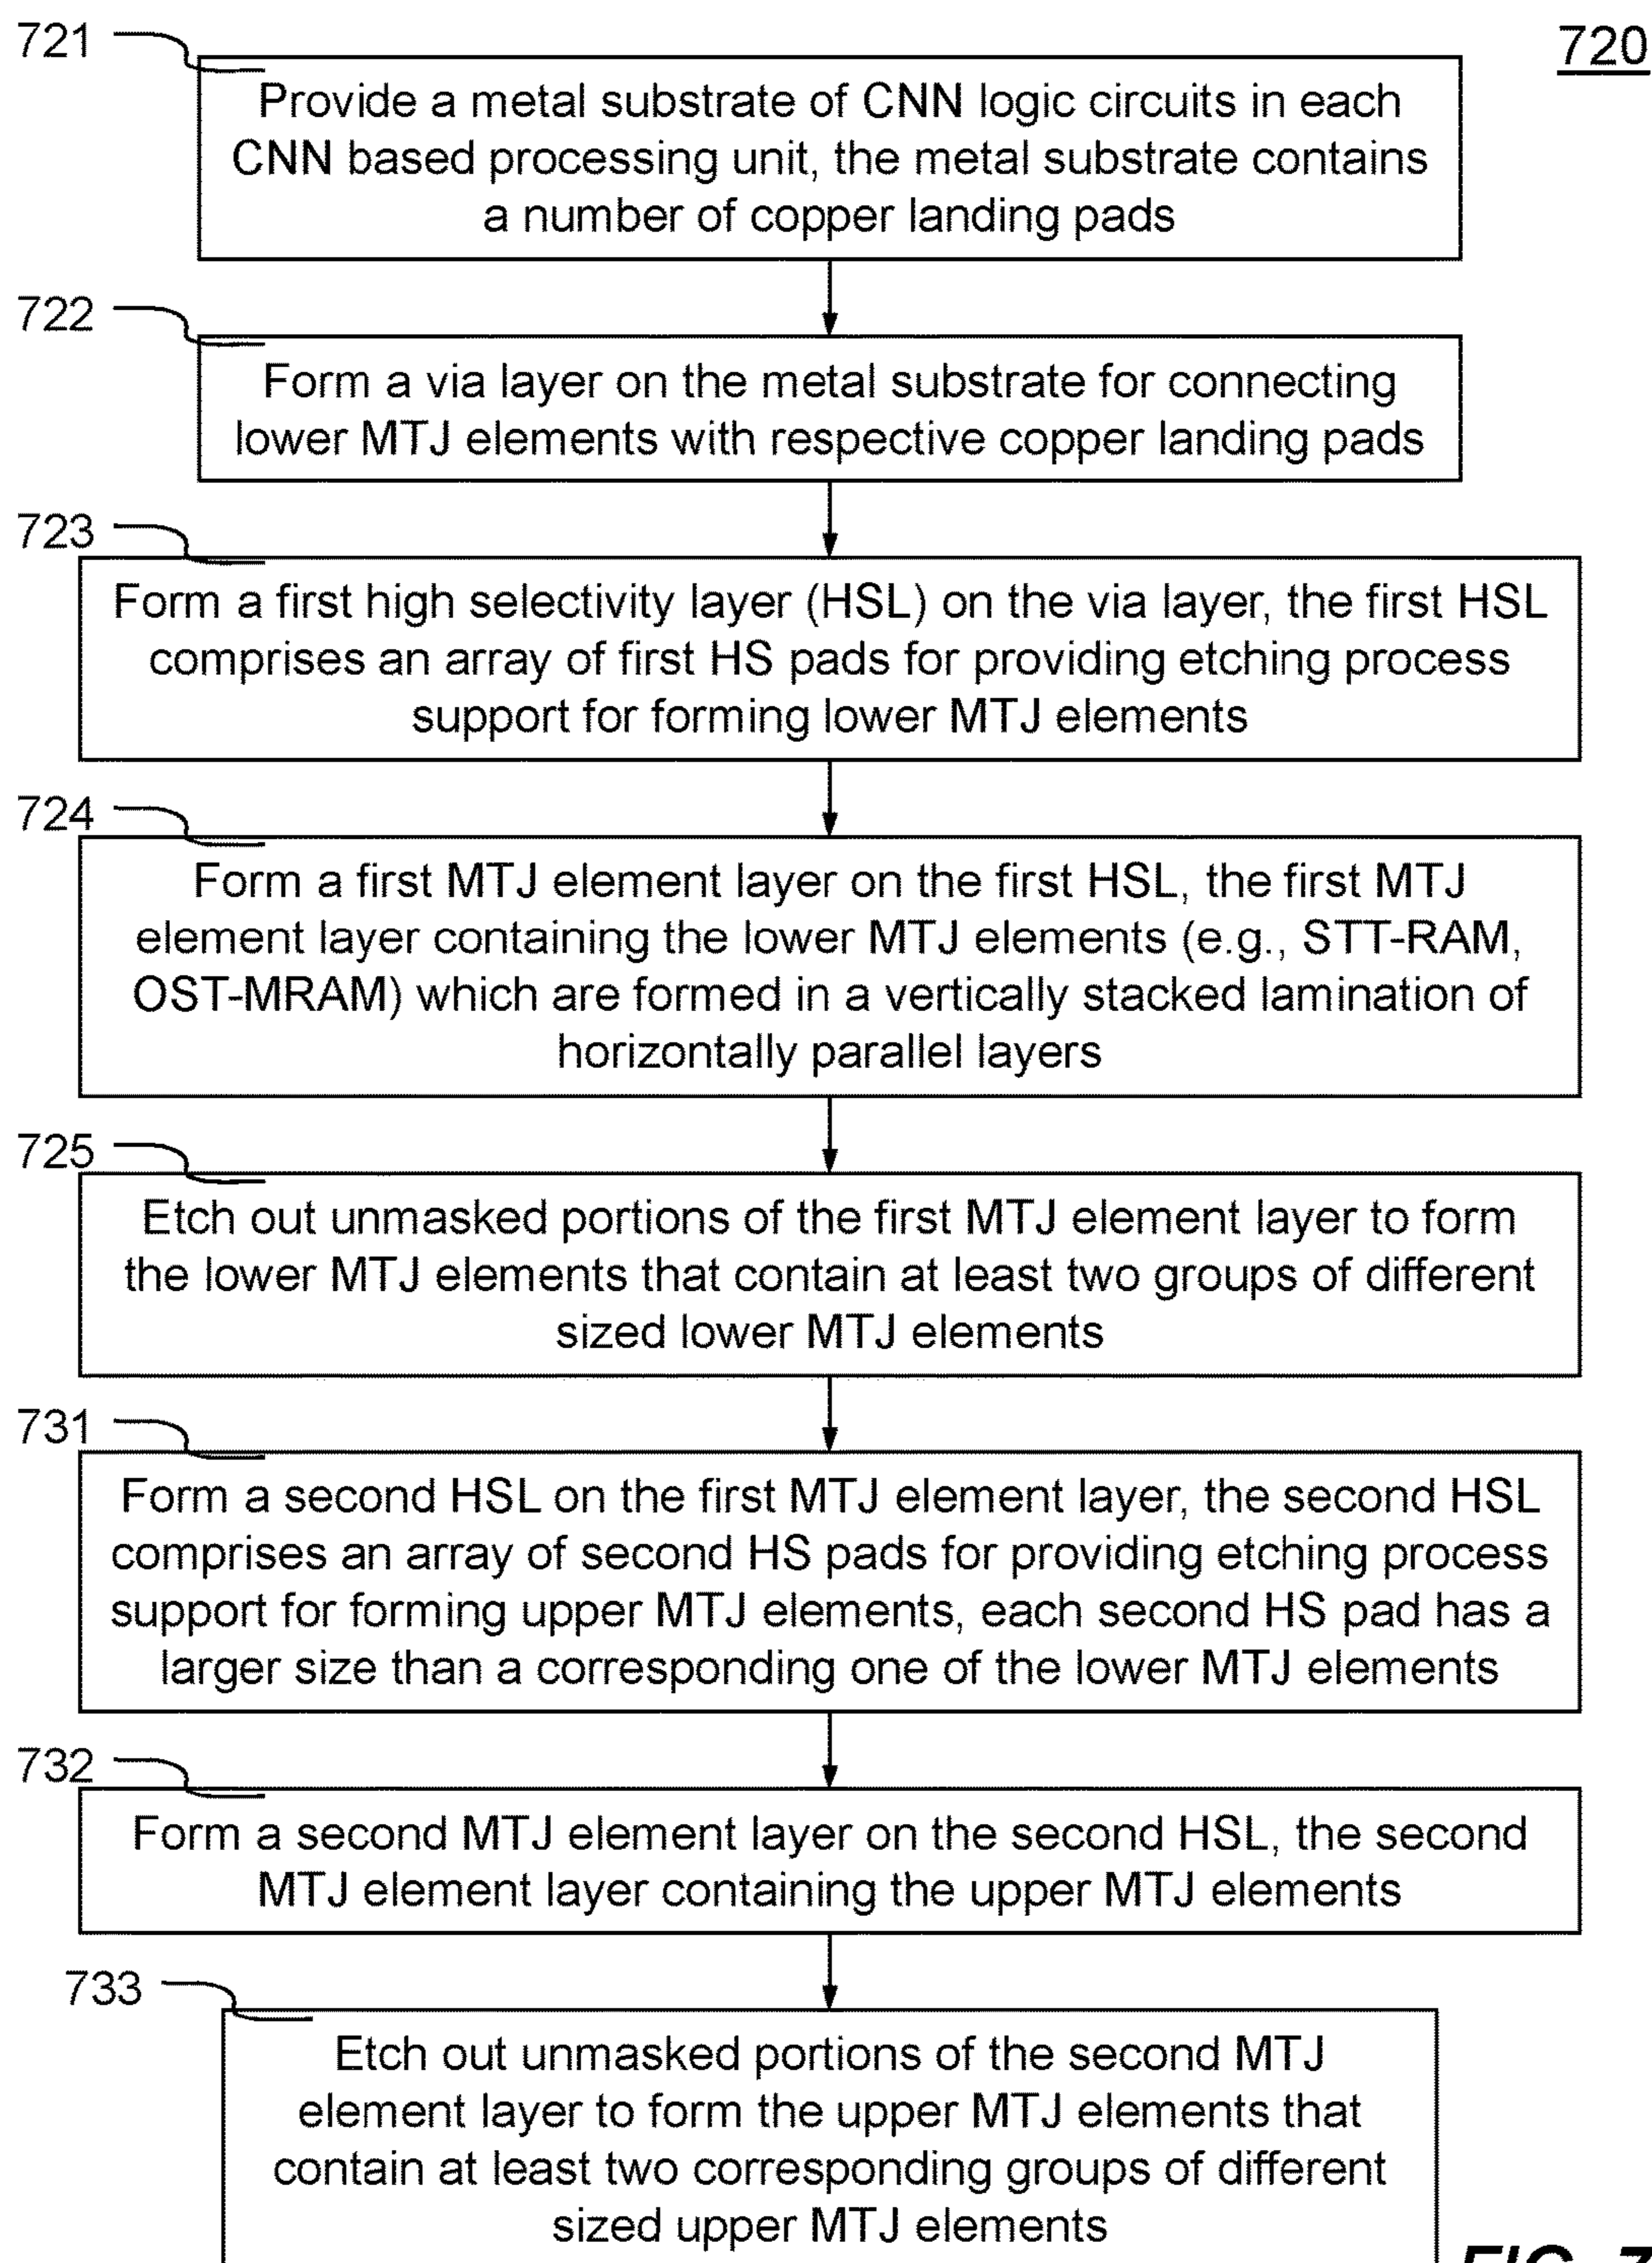 720
721
Provide a metal substrate of CNN logic circuits in each
CNN based processing unit, the metal substrate contains
a number of copper landing pads
722
Form a via layer on the metal substrate for connecting
lower MTJ elements with respective copper landing pads
723
Form a first high selectivity layer (HSL) on the via layer, the first HSL
comprises an array of first HS pads for providing etching process
support for forming lower MTJ elements
724
Form a first MTJ element layer on the first HSL, the first MTJ
element layer containing the lower MTJ elements (e.g., STT-RAM,
OST-MRAM) which are formed in a vertically stacked lamination of
horizontally parallel layers
725
Etch out unmasked portions of the first MTJ element layer to form
the lower MTJ elements that contain at least two groups of different
sized lower MTJ elements
731
Form a second HSL on the first MTJ element layer, the second HSL
comprises an array of second HS pads for providing etching process
support for forming upper MTJ elements, each second HS pad has a
larger size than a corresponding one of the lower MTJ elements
732
Form a second MTJ element layer on the second HSL, the second
MTJ element layer containing the upper MTJ elements
733
Etch out unmasked portions of the second MTJ
element layer to form the upper MTJ elements that
contain at least two corresponding groups of different
sized upper MTJ elements
FIG. 7